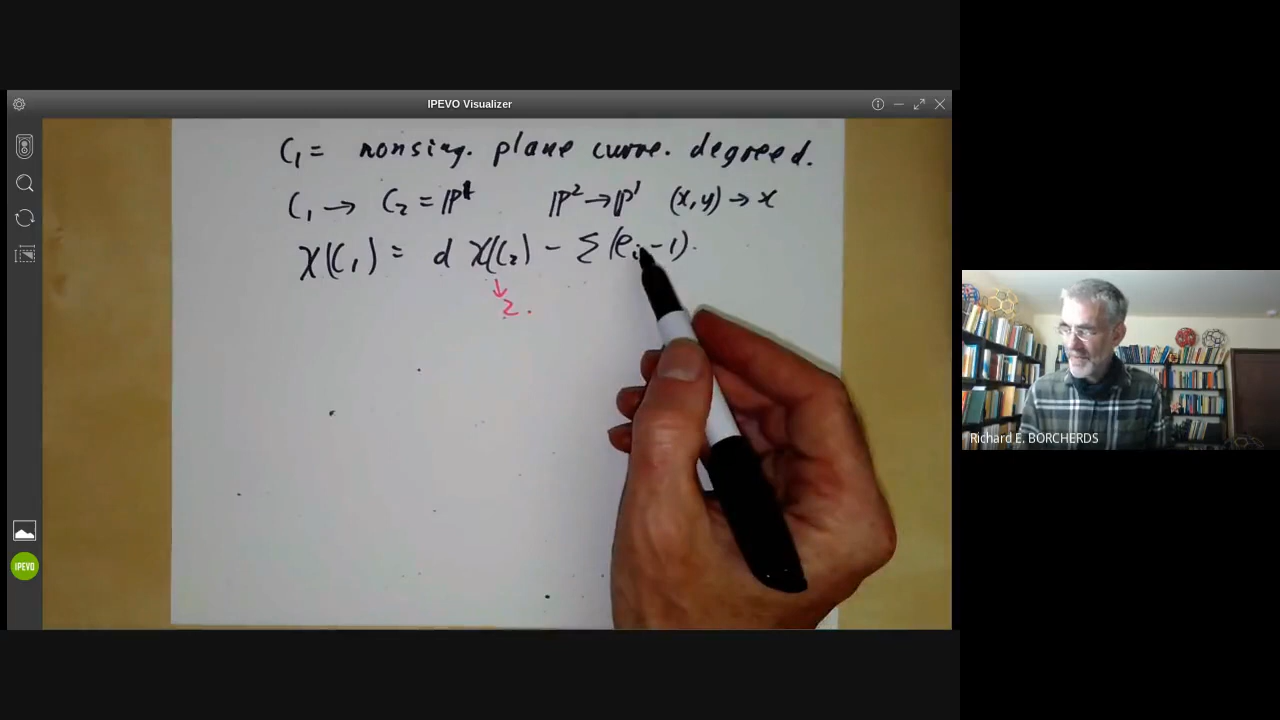 IPEVO Visualizer
C₁ = nonsing. plane curve. degree d.
C₁ → C₂ = ℙ¹ ℙ² → ℙ¹ (x,y) → x
χ(C₁) = d χ(C₂) − Σ (eᵢ − 1).
↓
2.
Richard E. BORCHERDS
IPEVO